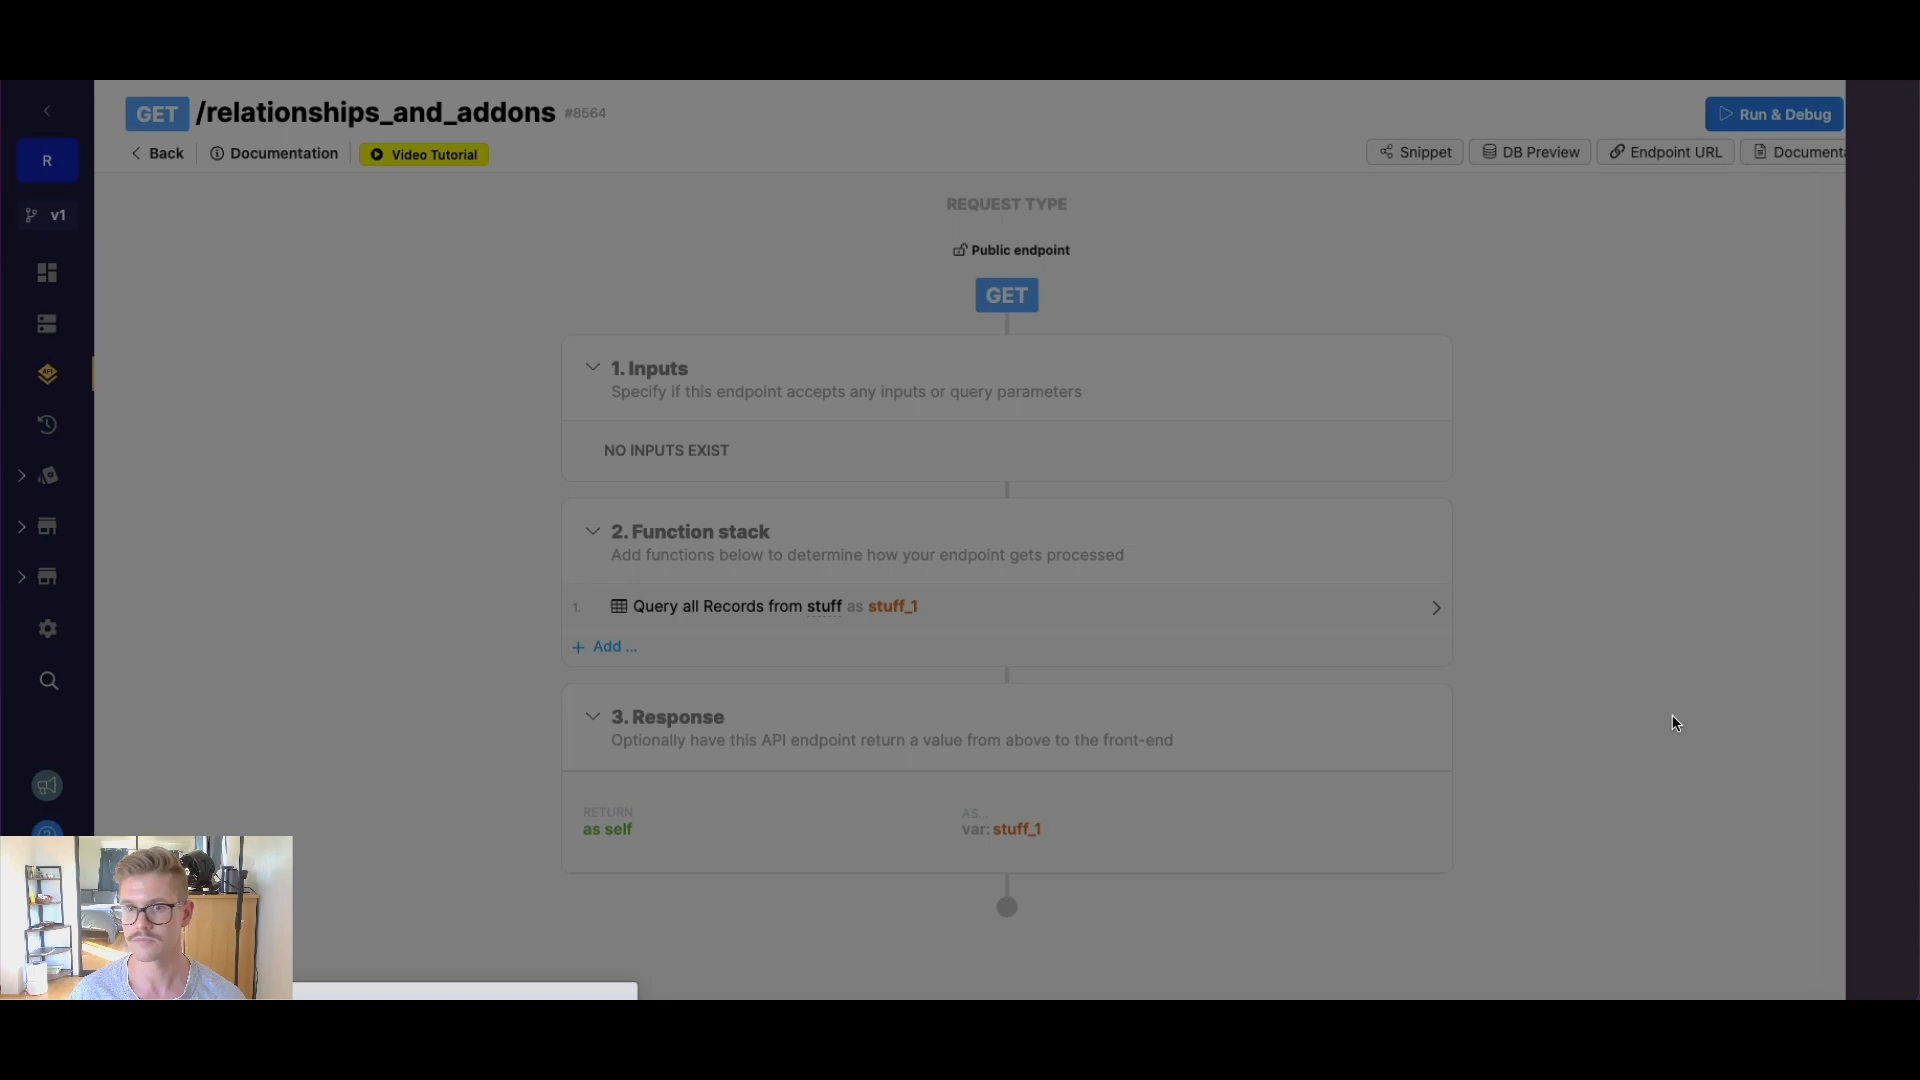 GET /relationships_and_addons #8564
Run & Debug
Back
Documentation
Video Tutorial
Snippet
DB Preview
Endpoint URL
Documenta
R
v1
REQUEST TYPE
Public endpoint
GET
1. Inputs
Specify if this endpoint accepts any inputs or query parameters
NO INPUTS EXIST
2. Function stack
Add functions below to determine how your endpoint gets processed
1. Query all Records from stuff as stuff_1
+ Add ...
3. Response
Optionally have this API endpoint return a value from above to the front-end
RETURN
as self
AS...
var: stuff_1
API